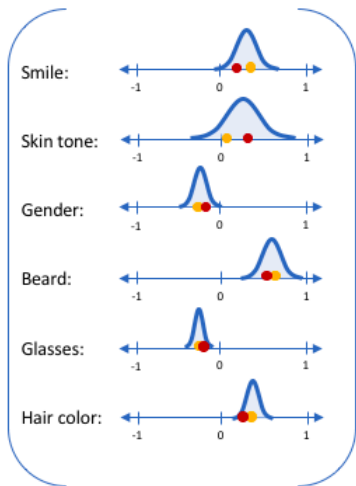 Smile:
-1 0 1
Skin tone:
-1 0 1
Gender:
-1 0 1
Beard:
-1 0 1
Glasses:
-1 0 1
Hair color:
-1 0 1